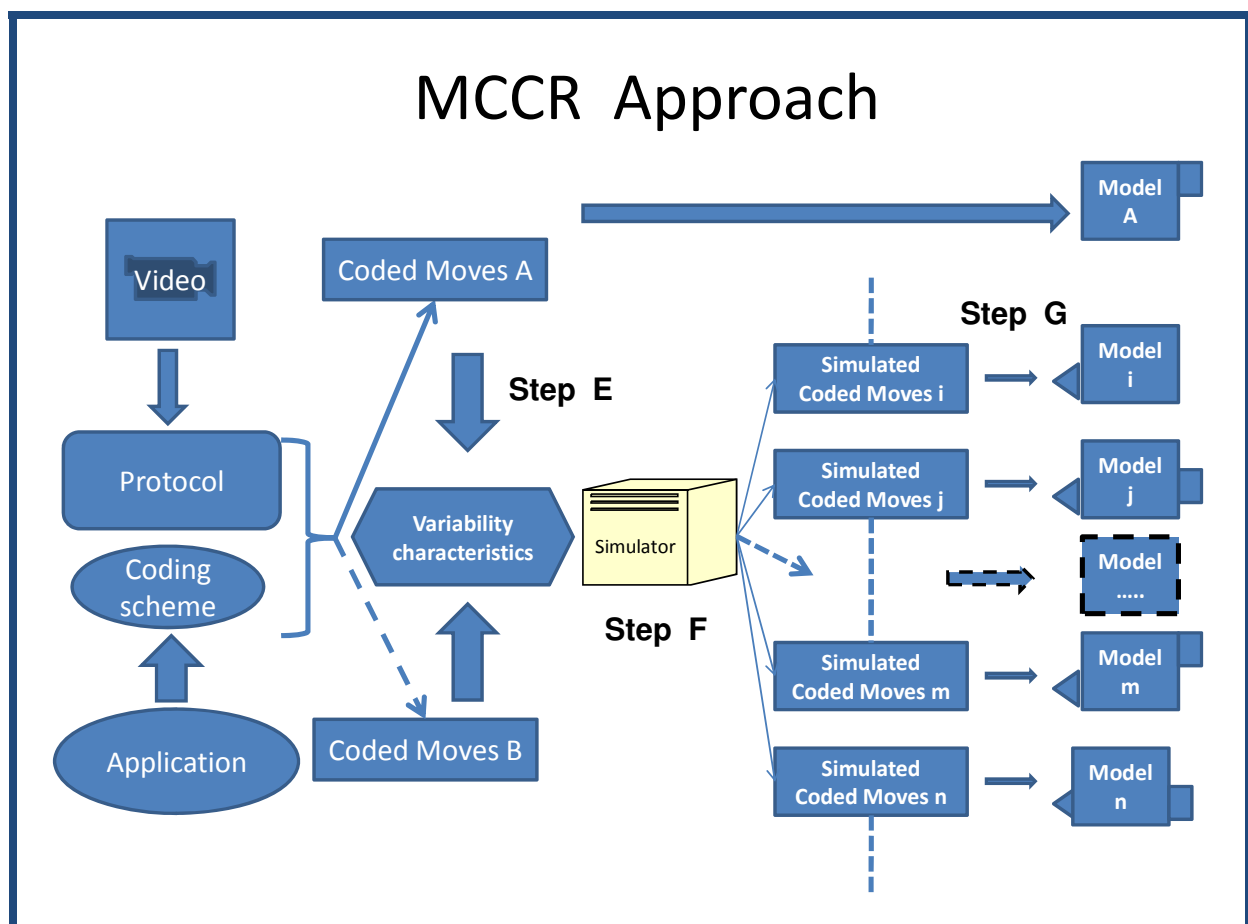 MCCR Approach
Video
Protocol
Coding
scheme
Application
Coded Moves A
Step E
Variability
characteristics
Coded Moves B
Simulator
Step F
Simulated
Coded Moves i
Simulated
Coded Moves j
Simulated
Coded Moves m
Simulated
Coded Moves n
Step G
Model
A
Model
i
Model
j
Model
.....
Model
m
Model
n